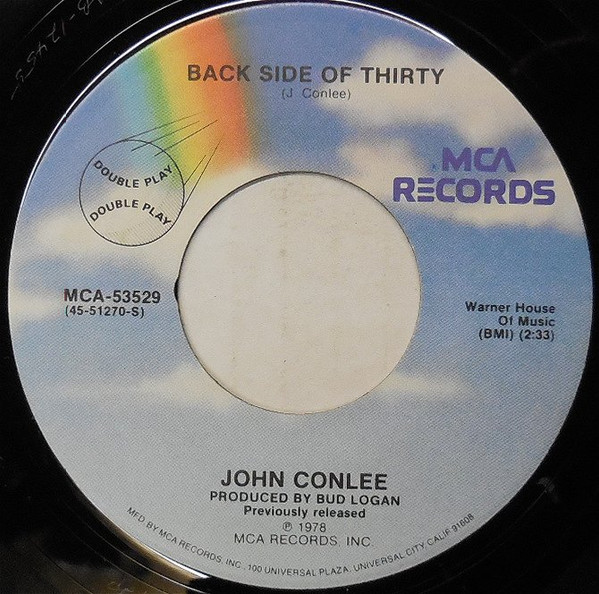 BACK SIDE OF THIRTY
(J. Conlee)
MCA
RECORDS
DOUBLE PLAY
DOUBLE PLAY
MCA-53529
(45-51270-S)
Warner House
Of Music
(BMI) (2:33)
JOHN CONLEE
PRODUCED BY BUD LOGAN
Previously released
℗ 1978
MCA RECORDS, INC.
MFD BY MCA RECORDS, INC., 100 UNIVERSAL PLAZA, UNIVERSAL CITY, CALIF. 91608